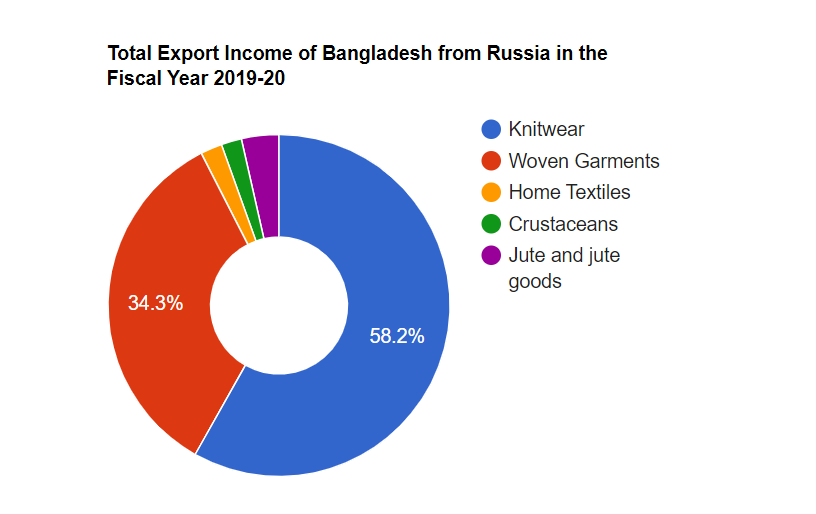 Total Export Income of Bangladesh from Russia in the
Fiscal Year 2019-20
Knitwear
Woven Garments
Home Textiles
Crustaceans
Jute and jute
goods
34.3%
58.2%